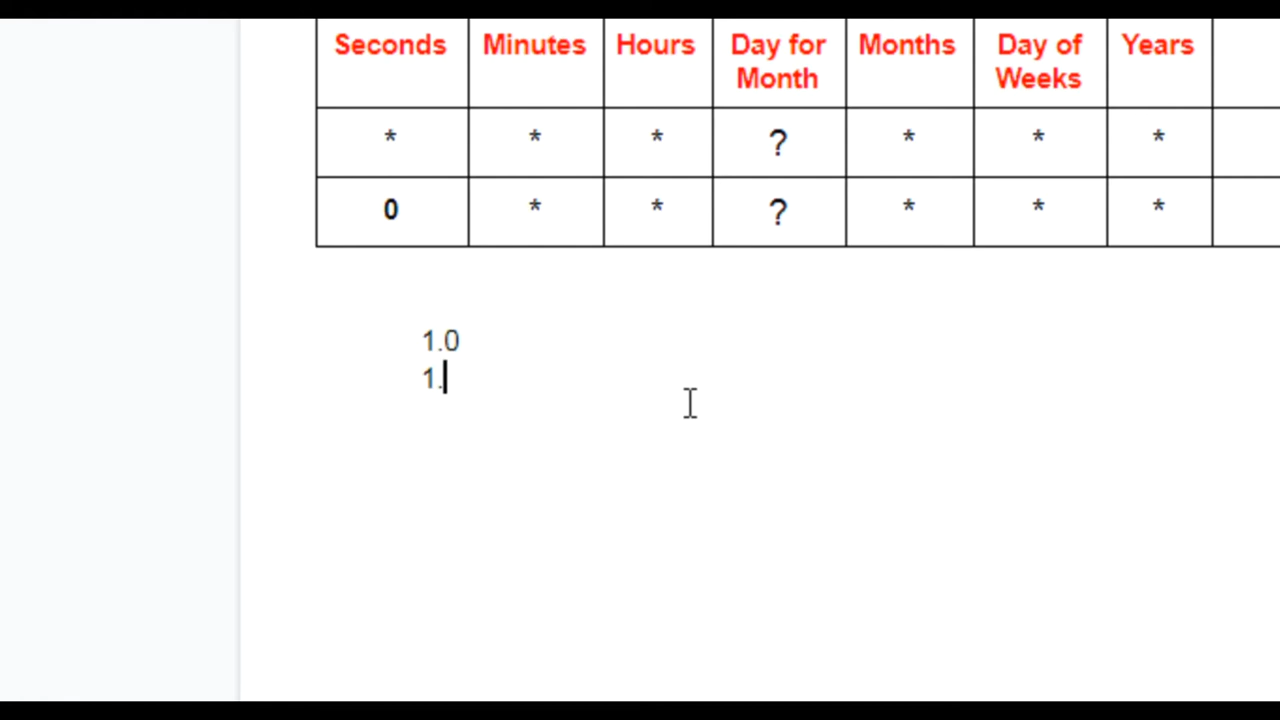 Seconds Minutes Hours Day for Month Months Day of Weeks Years
* * * ? * * *
0 * * ? * * *
1.0
1.